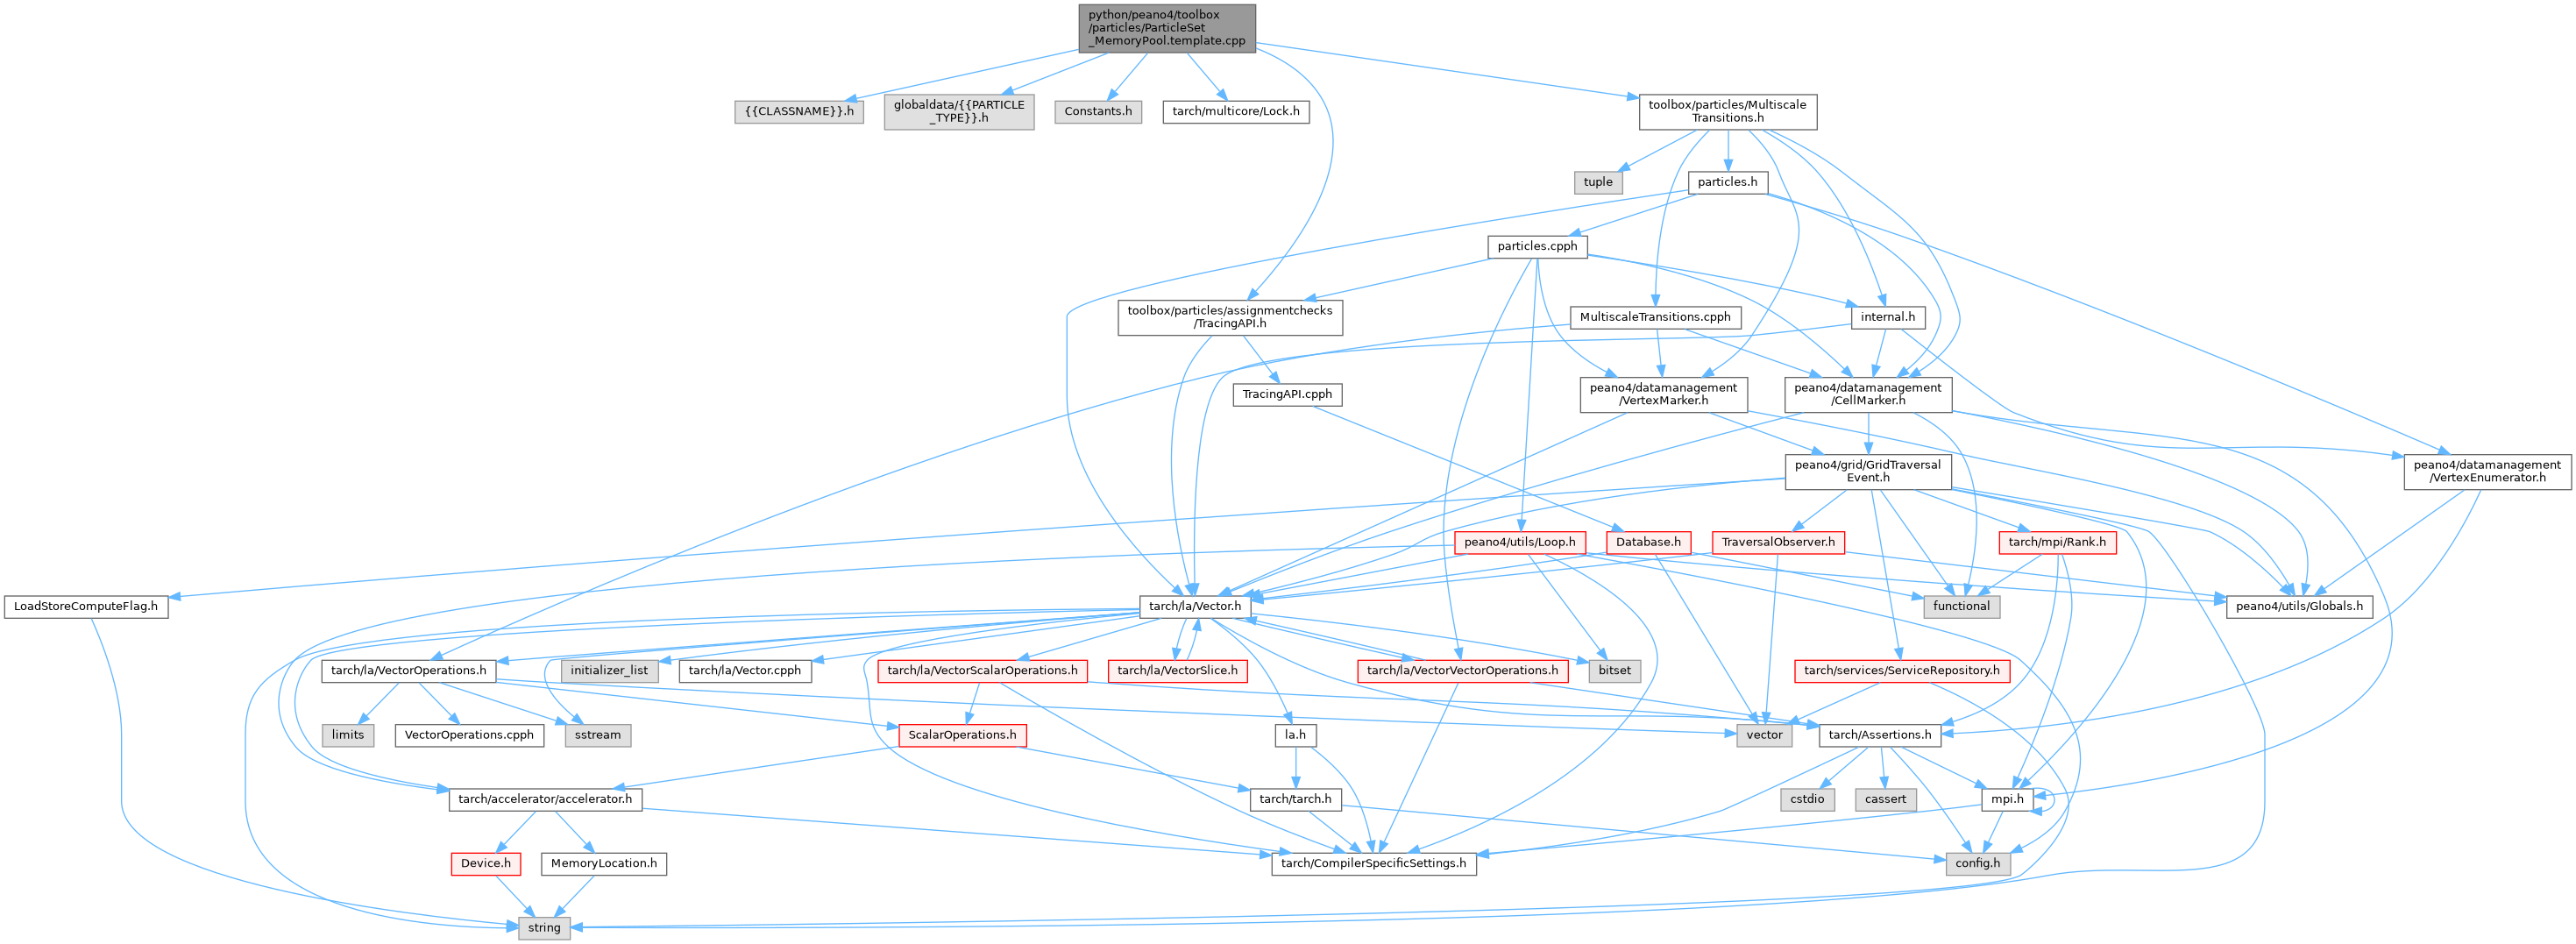 python/peano4/toolbox
/particles/ParticleSet
_MemoryPool.template.cpp
{{CLASSNAME}}.h
globaldata/{{PARTICLE
_TYPE}}.h
Constants.h
tarch/multicore/Lock.h
toolbox/particles/Multiscale
Transitions.h
tuple
particles.h
particles.cpph
toolbox/particles/assignmentchecks
/TracingAPI.h
MultiscaleTransitions.cpph
internal.h
TracingAPI.cpph
peano4/datamanagement
/VertexMarker.h
peano4/datamanagement
/CellMarker.h
peano4/grid/GridTraversal
Event.h
peano4/datamanagement
/VertexEnumerator.h
peano4/utils/Loop.h
Database.h
TraversalObserver.h
tarch/mpi/Rank.h
LoadStoreComputeFlag.h
tarch/la/Vector.h
functional
peano4/utils/Globals.h
tarch/la/VectorOperations.h
initializer_list
tarch/la/Vector.cpph
tarch/la/VectorScalarOperations.h
tarch/la/VectorSlice.h
tarch/la/VectorVectorOperations.h
bitset
tarch/services/ServiceRepository.h
limits
VectorOperations.cpph
sstream
ScalarOperations.h
la.h
vector
tarch/Assertions.h
tarch/accelerator/accelerator.h
tarch/tarch.h
cstdio
cassert
mpi.h
Device.h
MemoryLocation.h
tarch/CompilerSpecificSettings.h
config.h
string